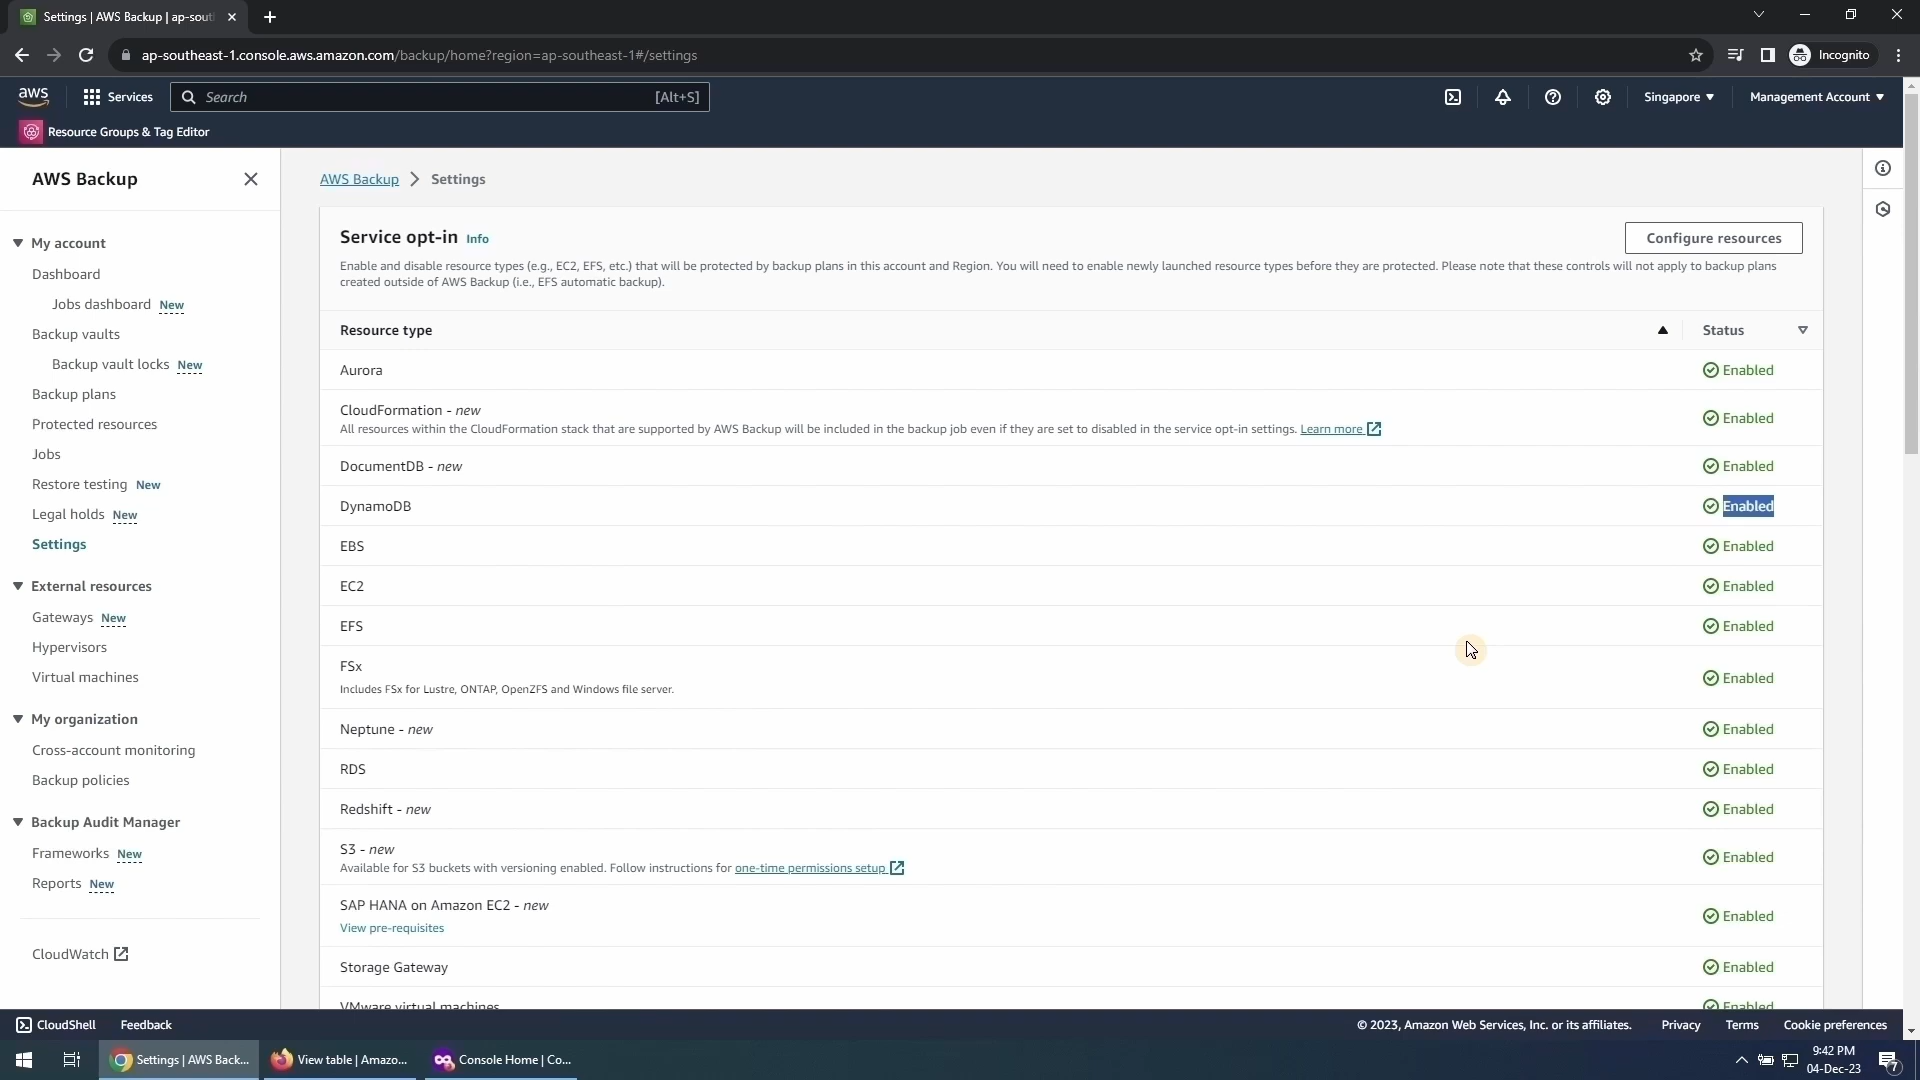 Settings | AWS Backup | ap-sout
ap-southeast-1.console.aws.amazon.com/backup/home?region=ap-southeast-1#/settings
Incognito
aws
Services
Search
[Alt+S]
Singapore
Management Account
Resource Groups & Tag Editor
AWS Backup
My account
Dashboard
Jobs dashboard New
Backup vaults
Backup vault locks New
Backup plans
Protected resources
Jobs
Restore testing New
Legal holds New
Settings
External resources
Gateways New
Hypervisors
Virtual machines
My organization
Cross-account monitoring
Backup policies
Backup Audit Manager
Frameworks New
Reports New
CloudWatch
AWS Backup > Settings
Service opt-in Info
Configure resources
Enable and disable resource types (e.g., EC2, EFS, etc.) that will be protected by backup plans in this account and Region. You will need to enable newly launched resource types before they are protected. Please note that these controls will not apply to backup plans
created outside of AWS Backup (i.e., EFS automatic backup).
Resource type Status
Aurora Enabled
CloudFormation - new Enabled
All resources within the CloudFormation stack that are supported by AWS Backup will be included in the backup job even if they are set to disabled in the service opt-in settings. Learn more
DocumentDB - new Enabled
DynamoDB Enabled
EBS Enabled
EC2 Enabled
EFS Enabled
FSx Enabled
Includes FSx for Lustre, ONTAP, OpenZFS and Windows file server.
Neptune - new Enabled
RDS Enabled
Redshift - new Enabled
S3 - new Enabled
Available for S3 buckets with versioning enabled. Follow instructions for one-time permissions setup
SAP HANA on Amazon EC2 - new Enabled
View pre-requisites
Storage Gateway Enabled
VMware virtual machines Enabled
CloudShell Feedback
© 2023, Amazon Web Services, Inc. or its affiliates. Privacy Terms Cookie preferences
Settings | AWS Back...
View table | Amazo...
Console Home | Co...
9:42 PM
04-Dec-23
7